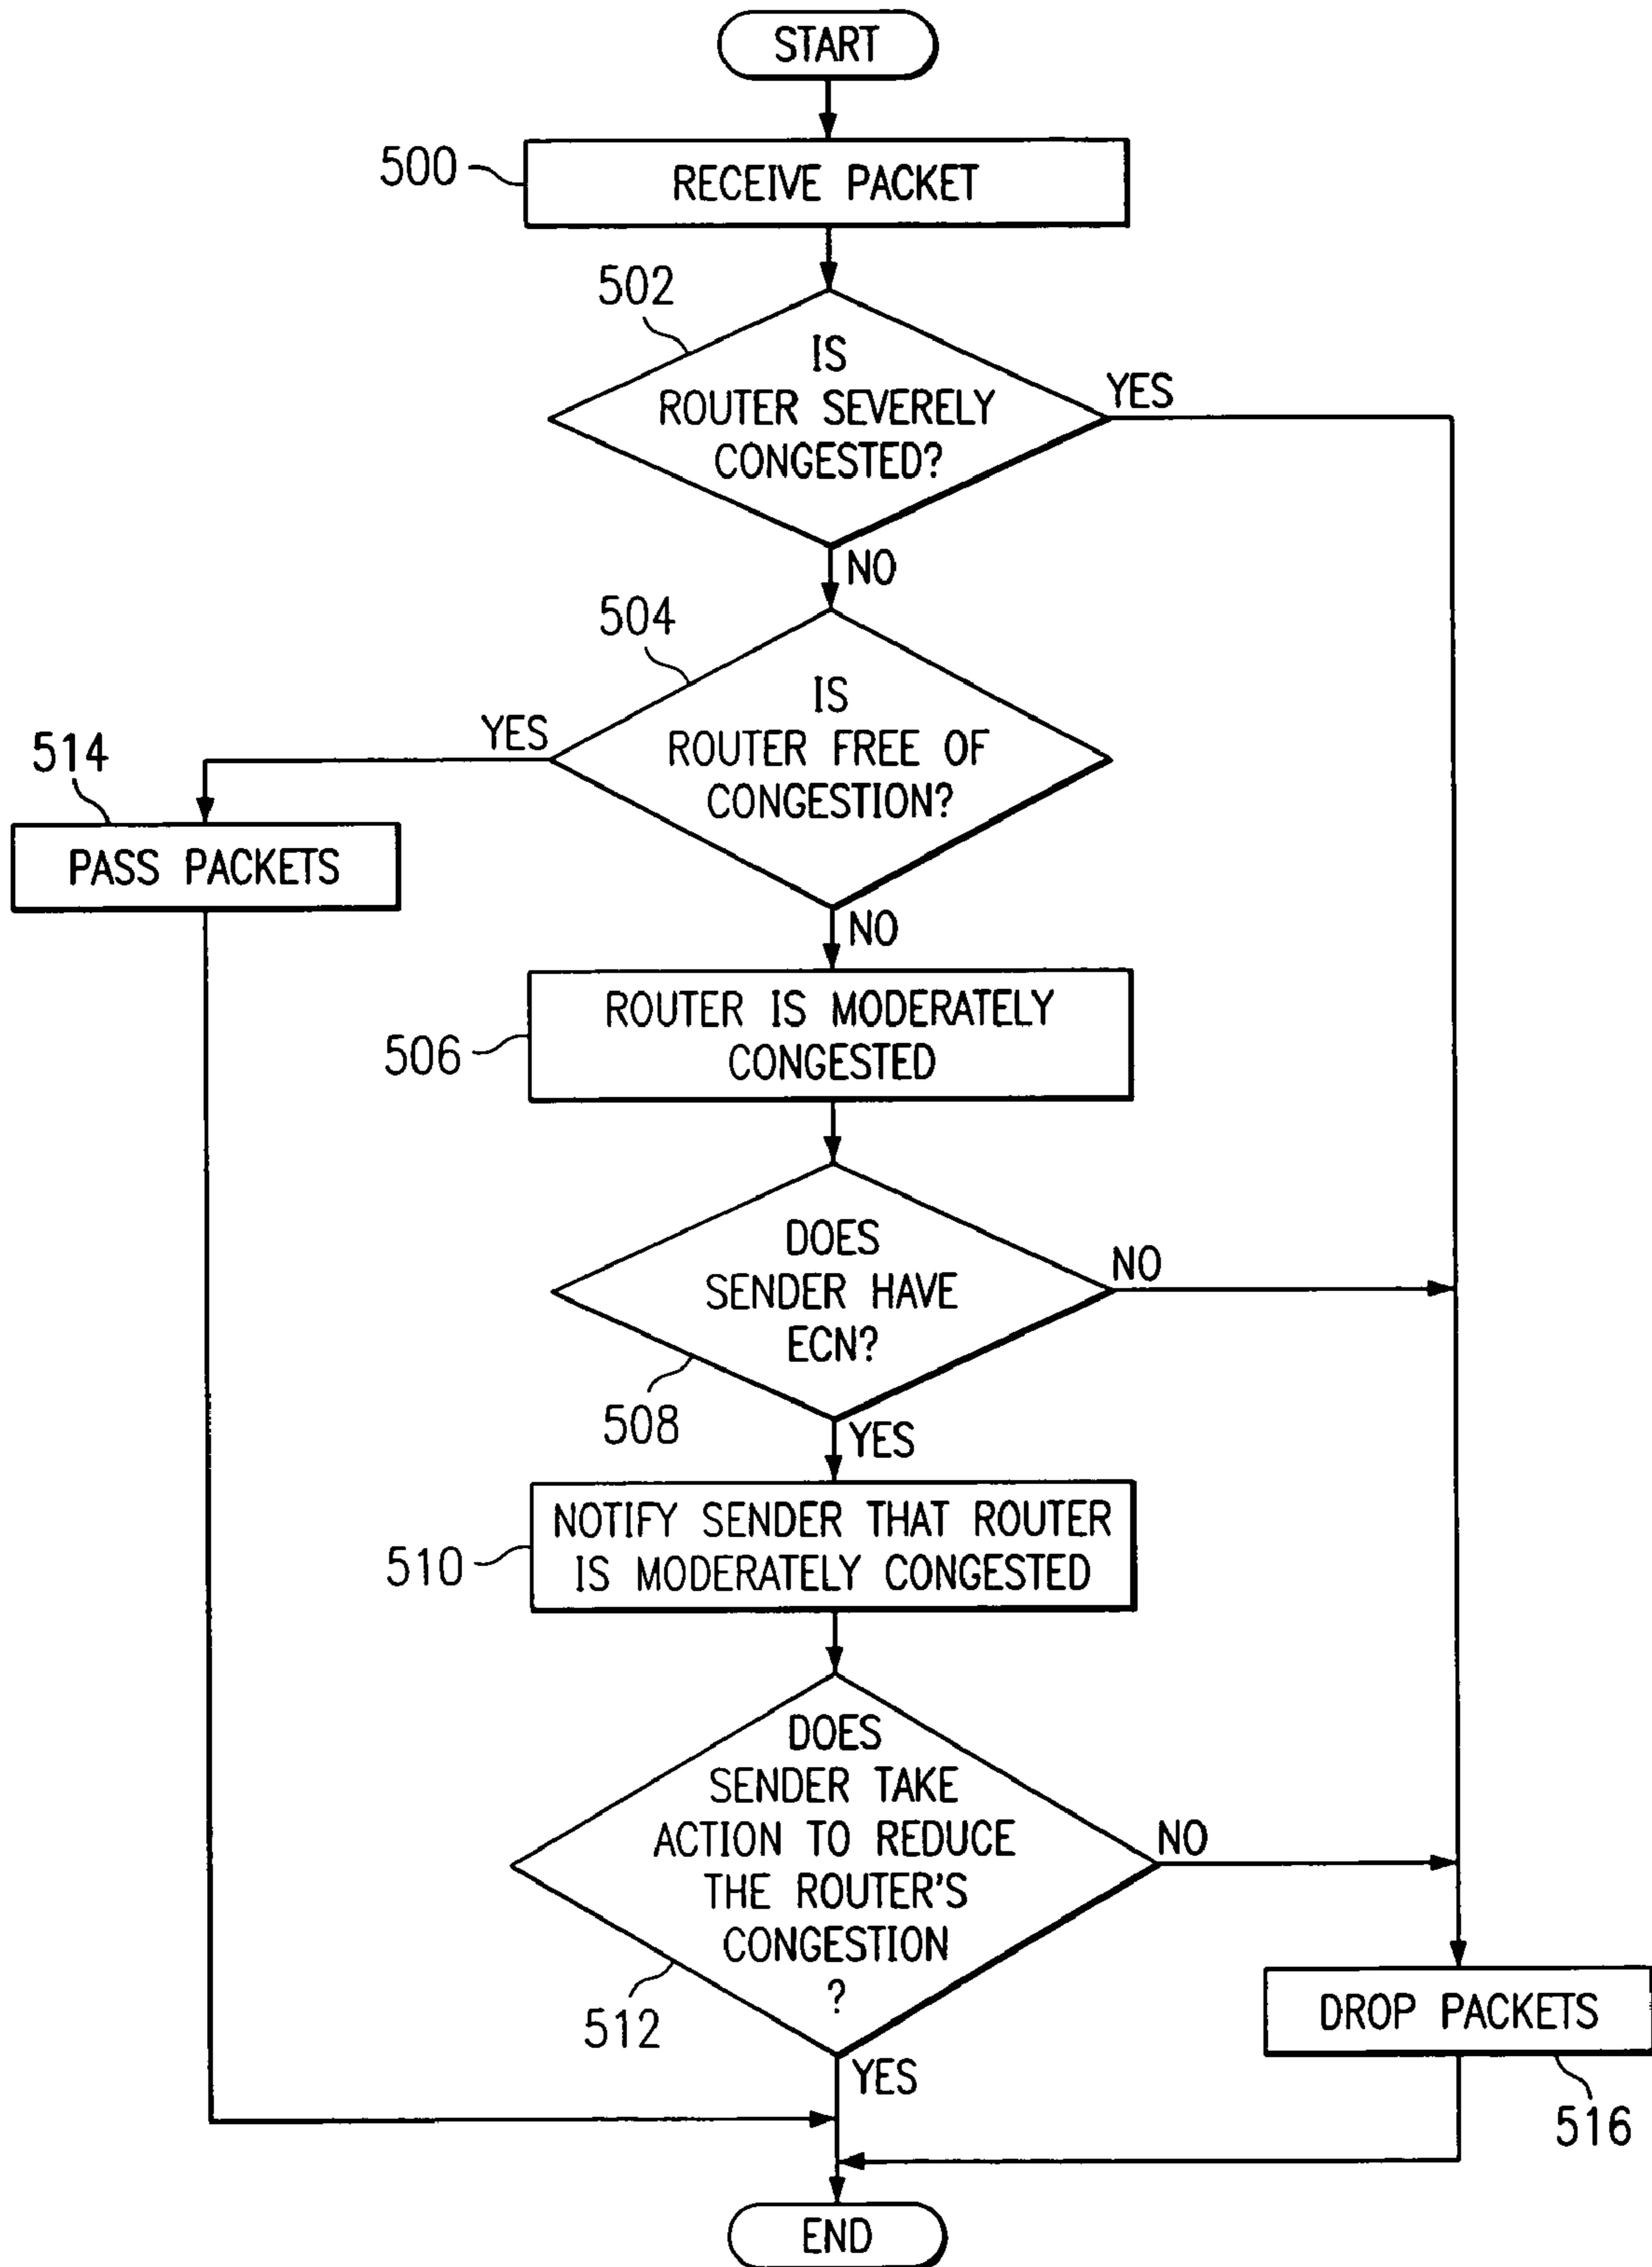 START
500
RECEIVE PACKET
502
IS
ROUTER SEVERELY
CONGESTED?
YES
NO
504
IS
ROUTER FREE OF
CONGESTION?
YES
514
PASS PACKETS
NO
506
ROUTER IS MODERATELY
CONGESTED
DOES
SENDER HAVE
ECN?
NO
508
YES
510
NOTIFY SENDER THAT ROUTER
IS MODERATELY CONGESTED
DOES
SENDER TAKE
ACTION TO REDUCE
THE ROUTER'S
CONGESTION
?
NO
512
YES
DROP PACKETS
516
END